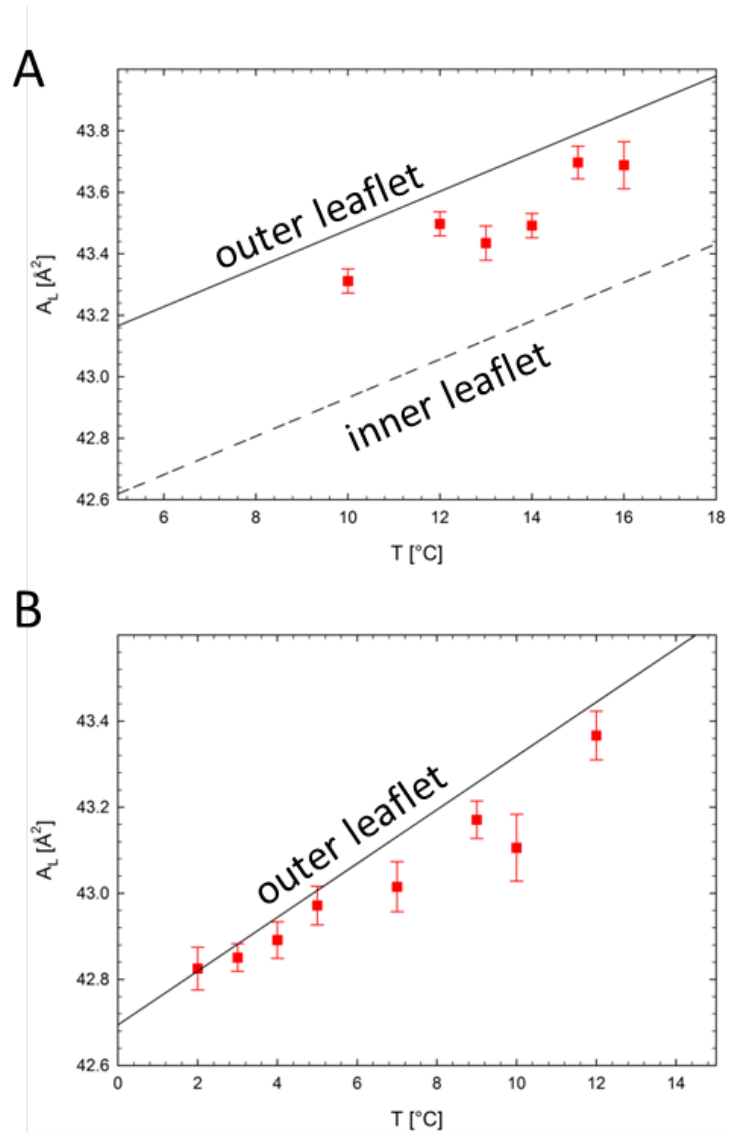 A
43.8
43.6
43.4
43.2
43.0
42.8
42.6
A_L [Å²]
outer leaflet
inner leaflet
6 8 10 12 14 16 18
T [°C]
B
43.4
43.2
43.0
42.8
42.6
A_L [Å²]
outer leaflet
0 2 4 6 8 10 12 14
T [°C]